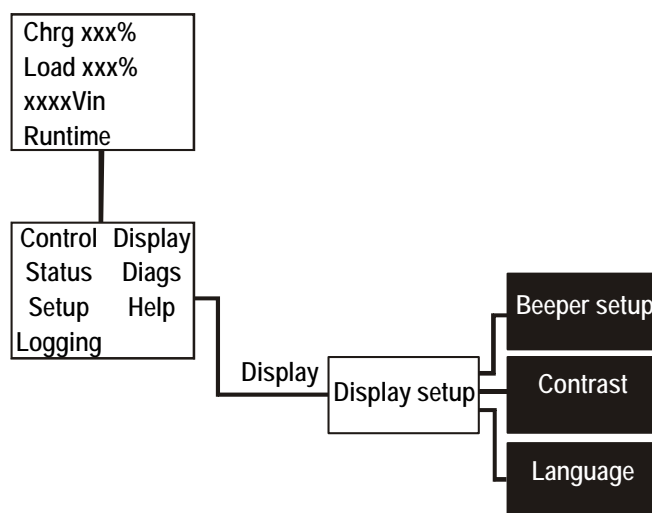 Chrg xxx%
Load xxx%
xxxxVin
Runtime
Control Display
Status Diags
Setup Help
Logging
Display
Display setup
Beeper setup
Contrast
Language